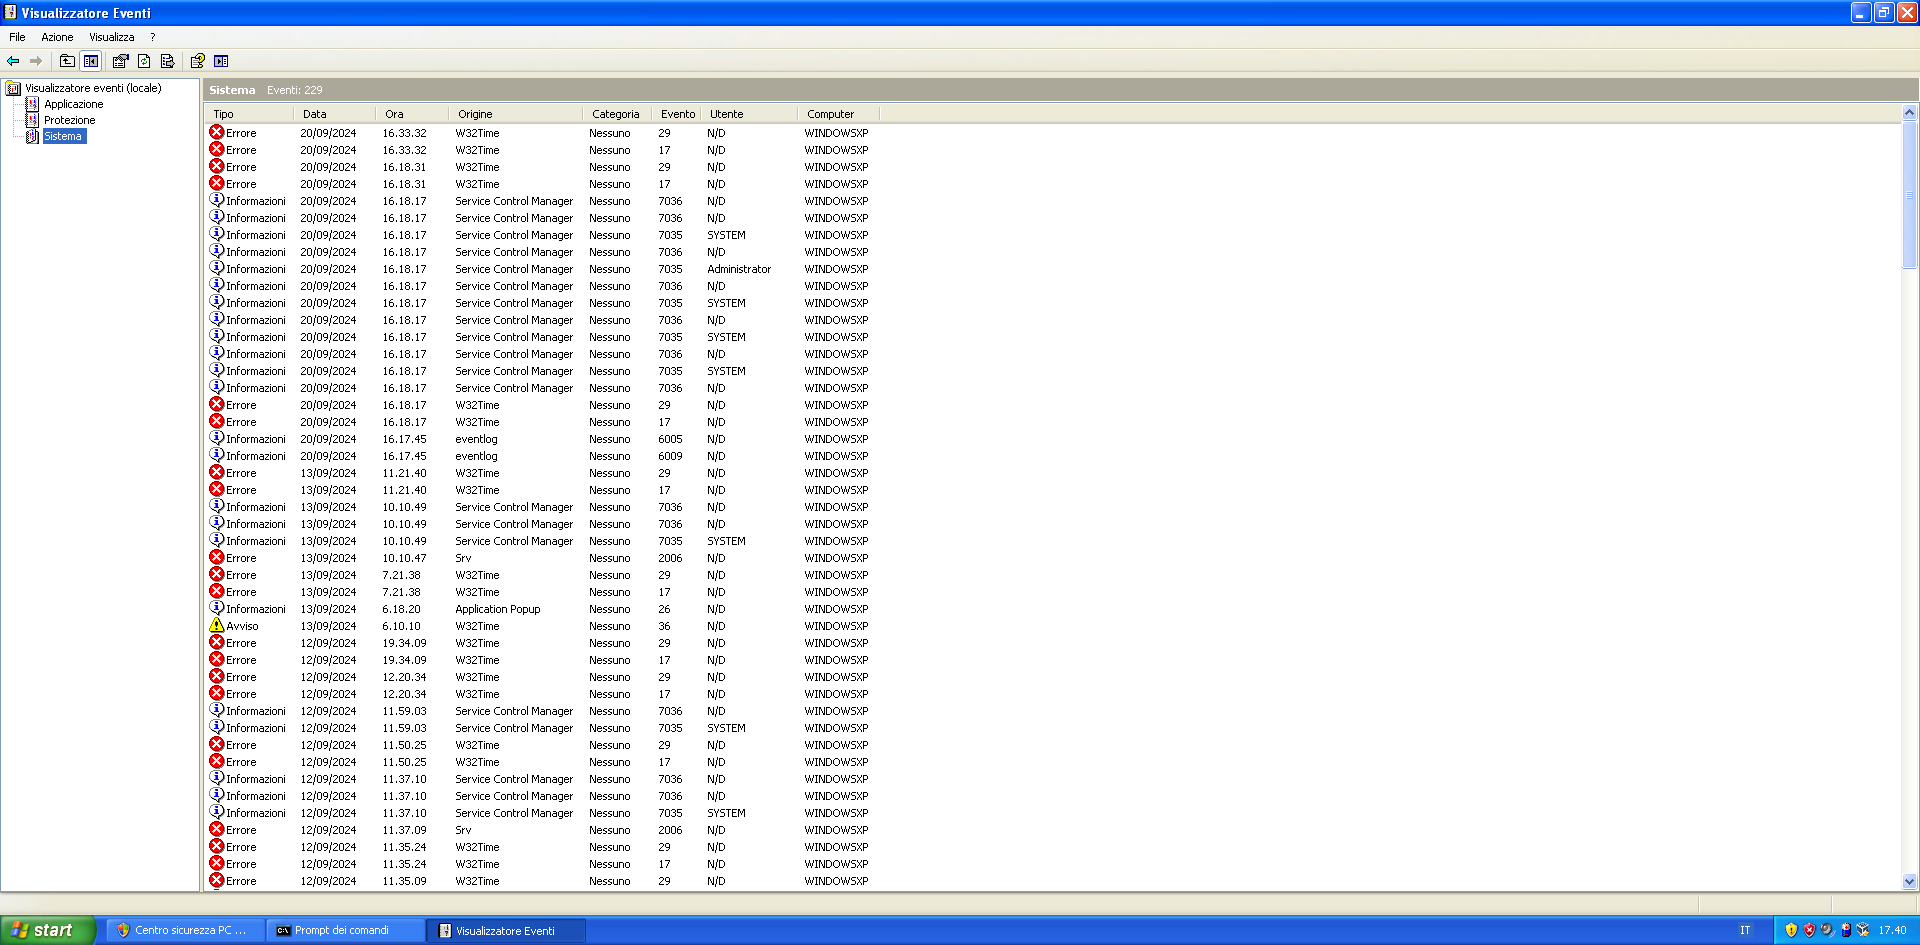 Visualizzatore Eventi
File Azione Visualizza ?
Visualizzatore eventi (locale)
Applicazione
Protezione
Sistema
Sistema Eventi: 229
Tipo Data Ora Origine Categoria Evento Utente Computer
Errore 20/09/2024 16.33.32 W32Time Nessuno 29 N/D WINDOWSXP
Errore 20/09/2024 16.33.32 W32Time Nessuno 17 N/D WINDOWSXP
Errore 20/09/2024 16.18.31 W32Time Nessuno 29 N/D WINDOWSXP
Errore 20/09/2024 16.18.31 W32Time Nessuno 17 N/D WINDOWSXP
Informazioni 20/09/2024 16.18.17 Service Control Manager Nessuno 7036 N/D WINDOWSXP
Informazioni 20/09/2024 16.18.17 Service Control Manager Nessuno 7036 N/D WINDOWSXP
Informazioni 20/09/2024 16.18.17 Service Control Manager Nessuno 7035 SYSTEM WINDOWSXP
Informazioni 20/09/2024 16.18.17 Service Control Manager Nessuno 7036 N/D WINDOWSXP
Informazioni 20/09/2024 16.18.17 Service Control Manager Nessuno 7035 Administrator WINDOWSXP
Informazioni 20/09/2024 16.18.17 Service Control Manager Nessuno 7036 N/D WINDOWSXP
Informazioni 20/09/2024 16.18.17 Service Control Manager Nessuno 7035 SYSTEM WINDOWSXP
Informazioni 20/09/2024 16.18.17 Service Control Manager Nessuno 7036 N/D WINDOWSXP
Informazioni 20/09/2024 16.18.17 Service Control Manager Nessuno 7035 SYSTEM WINDOWSXP
Informazioni 20/09/2024 16.18.17 Service Control Manager Nessuno 7036 N/D WINDOWSXP
Informazioni 20/09/2024 16.18.17 Service Control Manager Nessuno 7035 SYSTEM WINDOWSXP
Informazioni 20/09/2024 16.18.17 Service Control Manager Nessuno 7036 N/D WINDOWSXP
Errore 20/09/2024 16.18.17 W32Time Nessuno 29 N/D WINDOWSXP
Errore 20/09/2024 16.18.17 W32Time Nessuno 17 N/D WINDOWSXP
Informazioni 20/09/2024 16.17.45 eventlog Nessuno 6005 N/D WINDOWSXP
Informazioni 20/09/2024 16.17.45 eventlog Nessuno 6009 N/D WINDOWSXP
Errore 13/09/2024 11.21.40 W32Time Nessuno 29 N/D WINDOWSXP
Errore 13/09/2024 11.21.40 W32Time Nessuno 17 N/D WINDOWSXP
Informazioni 13/09/2024 10.10.49 Service Control Manager Nessuno 7036 N/D WINDOWSXP
Informazioni 13/09/2024 10.10.49 Service Control Manager Nessuno 7036 N/D WINDOWSXP
Informazioni 13/09/2024 10.10.49 Service Control Manager Nessuno 7035 SYSTEM WINDOWSXP
Errore 13/09/2024 10.10.47 Srv Nessuno 2006 N/D WINDOWSXP
Errore 13/09/2024 7.21.38 W32Time Nessuno 29 N/D WINDOWSXP
Errore 13/09/2024 7.21.38 W32Time Nessuno 17 N/D WINDOWSXP
Informazioni 13/09/2024 6.18.20 Application Popup Nessuno 26 N/D WINDOWSXP
Avviso 13/09/2024 6.10.10 W32Time Nessuno 36 N/D WINDOWSXP
Errore 12/09/2024 19.34.09 W32Time Nessuno 29 N/D WINDOWSXP
Errore 12/09/2024 19.34.09 W32Time Nessuno 17 N/D WINDOWSXP
Errore 12/09/2024 12.20.34 W32Time Nessuno 29 N/D WINDOWSXP
Errore 12/09/2024 12.20.34 W32Time Nessuno 17 N/D WINDOWSXP
Informazioni 12/09/2024 11.59.03 Service Control Manager Nessuno 7036 N/D WINDOWSXP
Informazioni 12/09/2024 11.59.03 Service Control Manager Nessuno 7035 SYSTEM WINDOWSXP
Errore 12/09/2024 11.50.25 W32Time Nessuno 29 N/D WINDOWSXP
Errore 12/09/2024 11.50.25 W32Time Nessuno 17 N/D WINDOWSXP
Informazioni 12/09/2024 11.37.10 Service Control Manager Nessuno 7036 N/D WINDOWSXP
Informazioni 12/09/2024 11.37.10 Service Control Manager Nessuno 7036 N/D WINDOWSXP
Informazioni 12/09/2024 11.37.10 Service Control Manager Nessuno 7035 SYSTEM WINDOWSXP
Errore 12/09/2024 11.37.09 Srv Nessuno 2006 N/D WINDOWSXP
Errore 12/09/2024 11.35.24 W32Time Nessuno 29 N/D WINDOWSXP
Errore 12/09/2024 11.35.24 W32Time Nessuno 17 N/D WINDOWSXP
Errore 12/09/2024 11.35.09 W32Time Nessuno 29 N/D WINDOWSXP
start Centro sicurezza PC ... Prompt dei comandi Visualizzatore Eventi IT 17.40